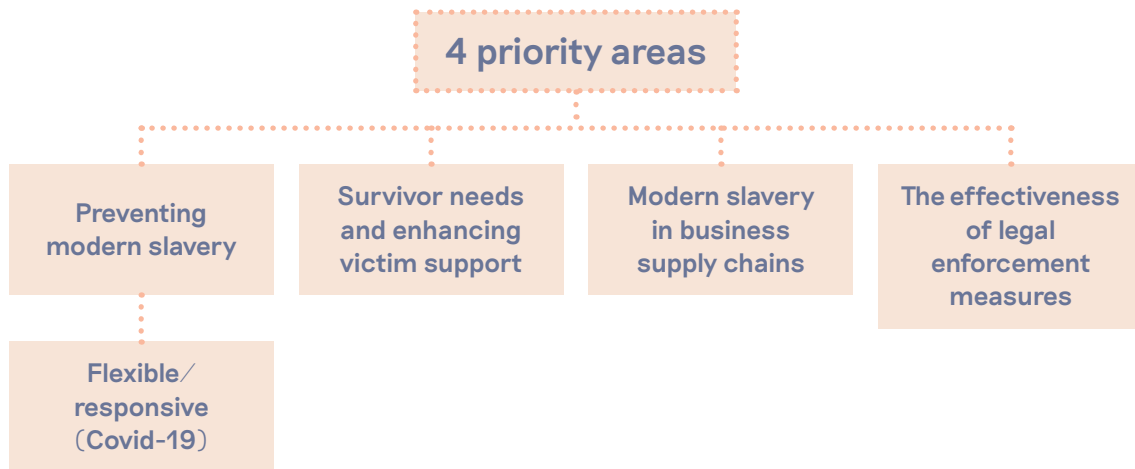 4 priority areas
Preventing
modern slavery
Survivor needs
and enhancing
victim support
Modern slavery
in business
supply chains
The effectiveness
of legal
enforcement
measures
Flexible/
responsive
(Covid-19)